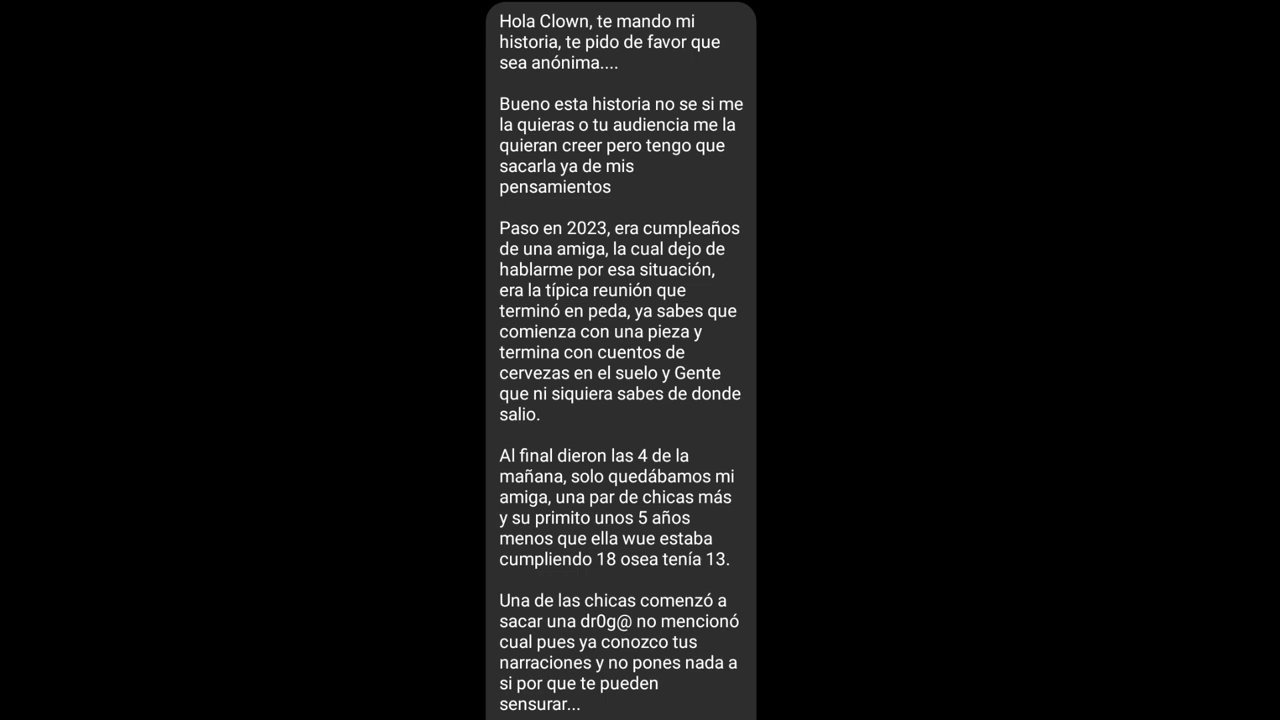 Hola Clown, te mando mi
historia, te pido de favor que
sea anónima....
Bueno esta historia no se si me
la quieras o tu audiencia me la
quieran creer pero tengo que
sacarla ya de mis
pensamientos
Paso en 2023, era cumpleaños
de una amiga, la cual dejo de
hablarme por esa situación,
era la típica reunión que
terminó en peda, ya sabes que
comienza con una pieza y
termina con cuentos de
cervezas en el suelo y Gente
que ni siquiera sabes de donde
salio.
Al final dieron las 4 de la
mañana, solo quedábamos mi
amiga, una par de chicas más
y su primito unos 5 años
menos que ella wue estaba
cumpliendo 18 osea tenía 13.
Una de las chicas comenzó a
sacar una dr0g@ no mencionó
cual pues ya conozco tus
narraciones y no pones nada a
si por que te pueden
sensurar...